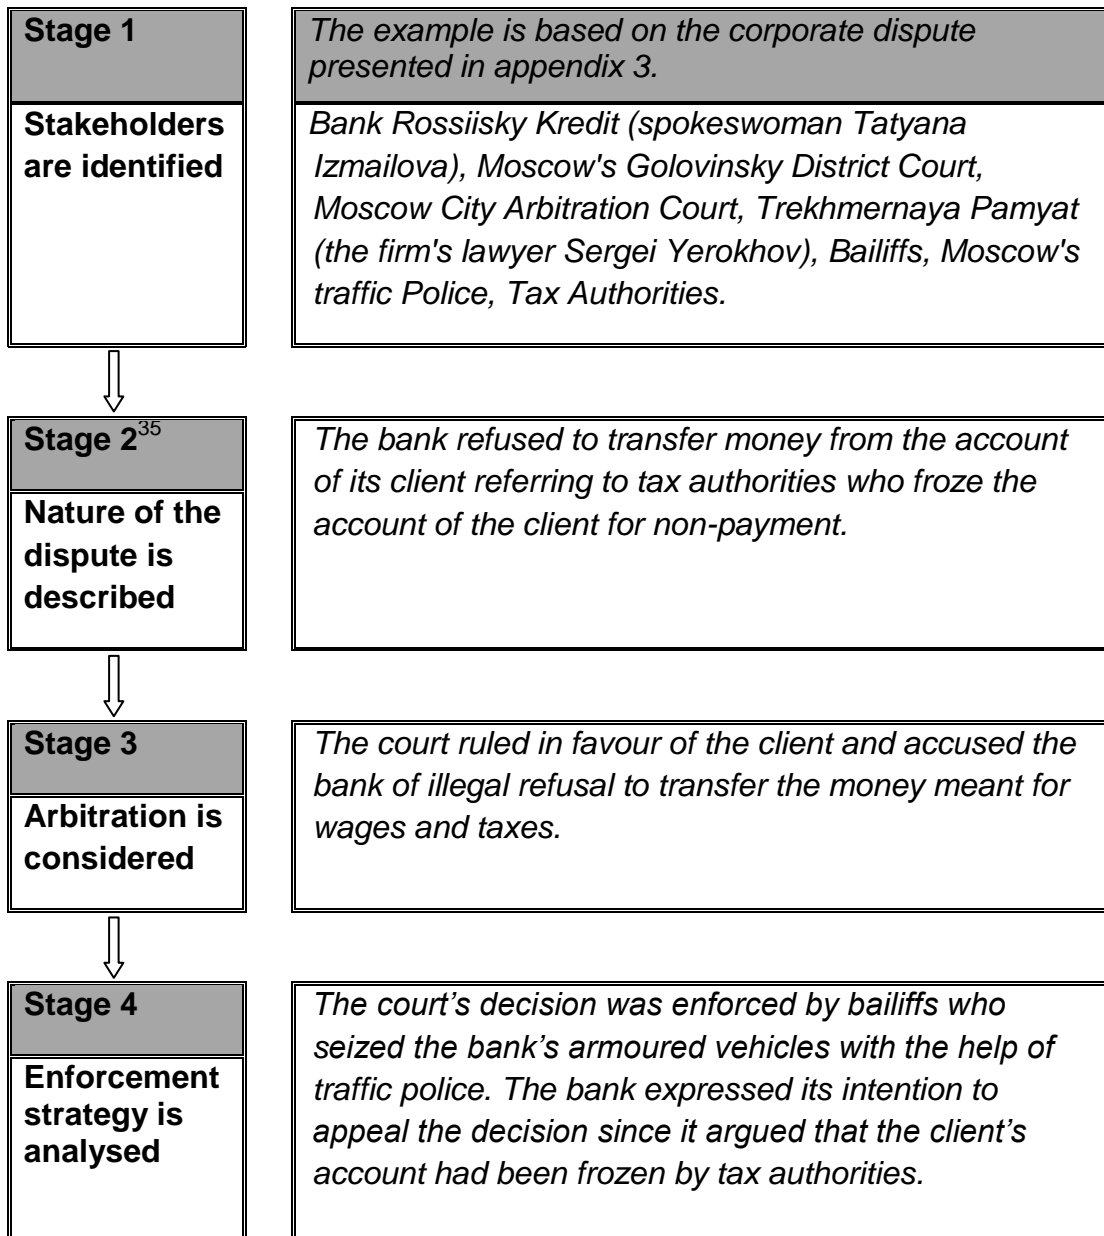 Stage 1
The example is based on the corporate dispute
presented in appendix 3.
Stakeholders
are identified
Bank Rossiisky Kredit (spokeswoman Tatyana
Izmailova), Moscow's Golovinsky District Court,
Moscow City Arbitration Court, Trekhmernaya Pamyat
(the firm's lawyer Sergei Yerokhov), Bailiffs, Moscow's
traffic Police, Tax Authorities.
Stage 2³⁵
Nature of the
dispute is
described
The bank refused to transfer money from the account
of its client referring to tax authorities who froze the
account of the client for non-payment.
Stage 3
Arbitration is
considered
The court ruled in favour of the client and accused the
bank of illegal refusal to transfer the money meant for
wages and taxes.
Stage 4
Enforcement
strategy is
analysed
The court’s decision was enforced by bailiffs who
seized the bank’s armoured vehicles with the help of
traffic police. The bank expressed its intention to
appeal the decision since it argued that the client’s
account had been frozen by tax authorities.